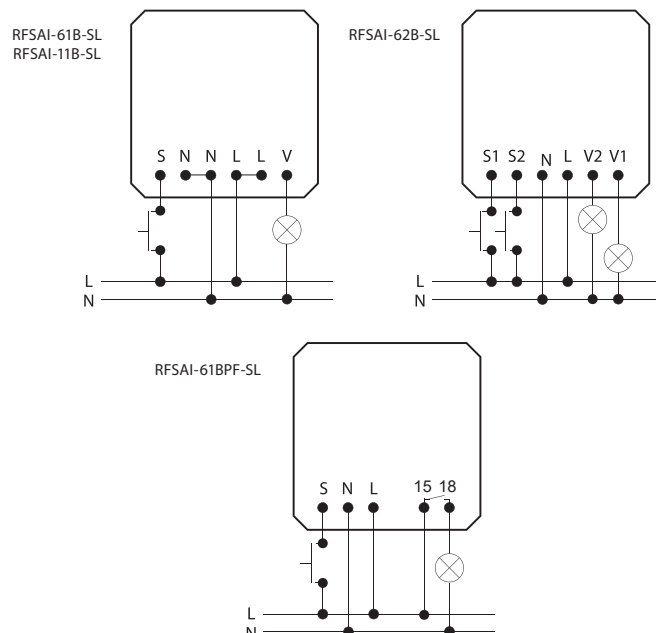 RFSAI-61B-SL
RFSAI-11B-SL
S N N L L V
L
N
RFSAI-62B-SL
S1 S2 N L V2 V1
L
N
RFSAI-61BPF-SL
S N L 15 18
L
N